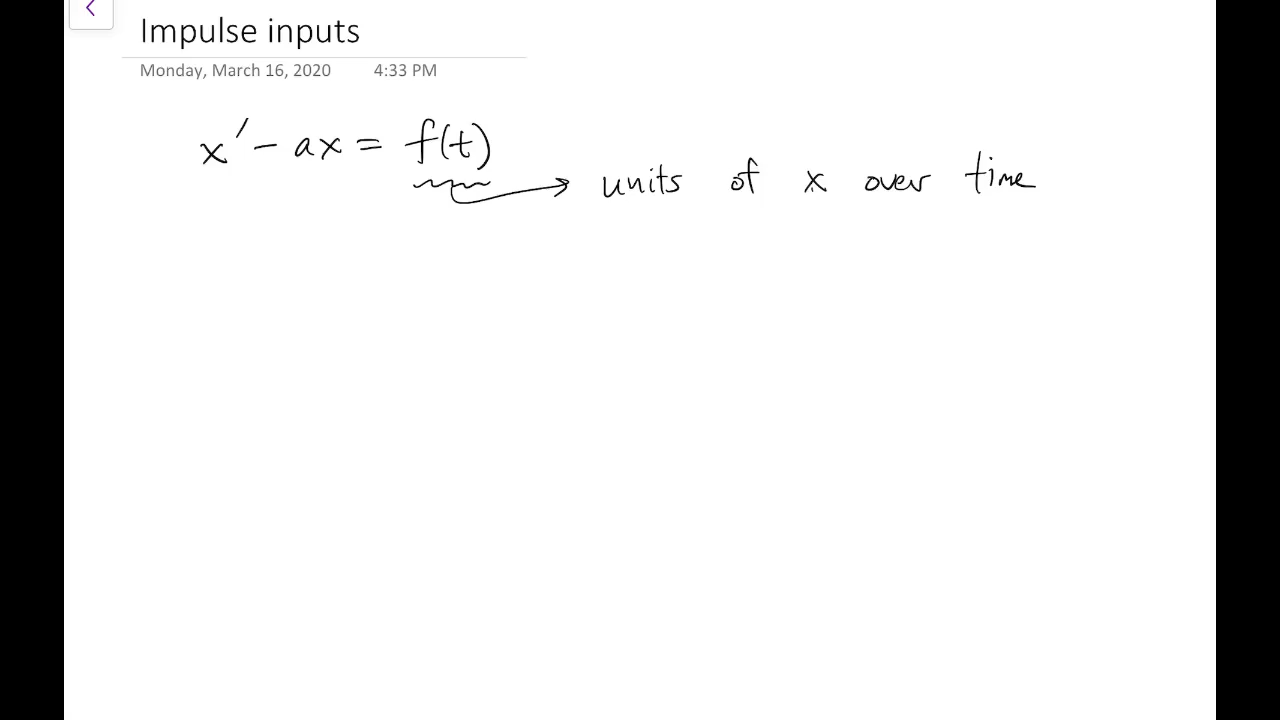 Impulse inputs
Monday, March 16, 2020 4:33 PM
x′ − ax = f(t)
units of x over time